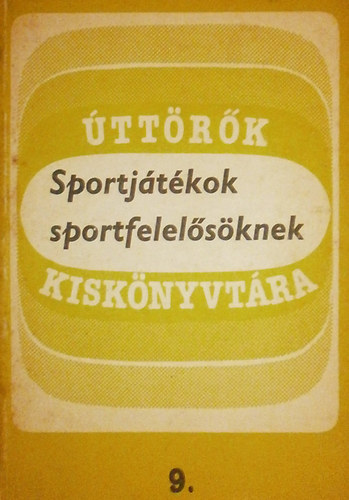 ÚTTÖRŐK
Sportjátékok
sportfelelősöknek
KISKÖNYVTÁRA
9.